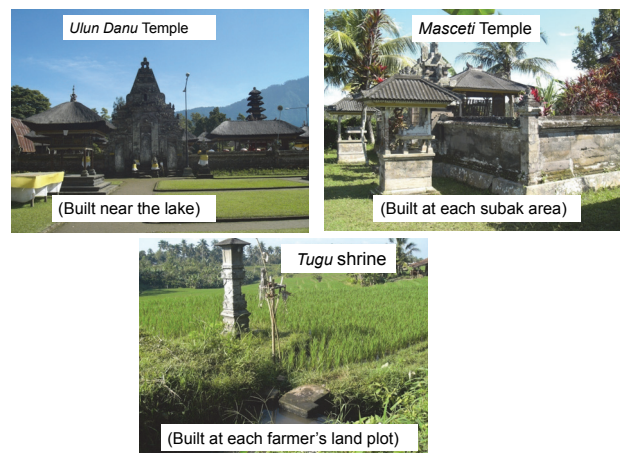 Ulun Danu Temple
(Built near the lake)
Masceti Temple
(Built at each subak area)
Tugu shrine
(Built at each farmer's land plot)